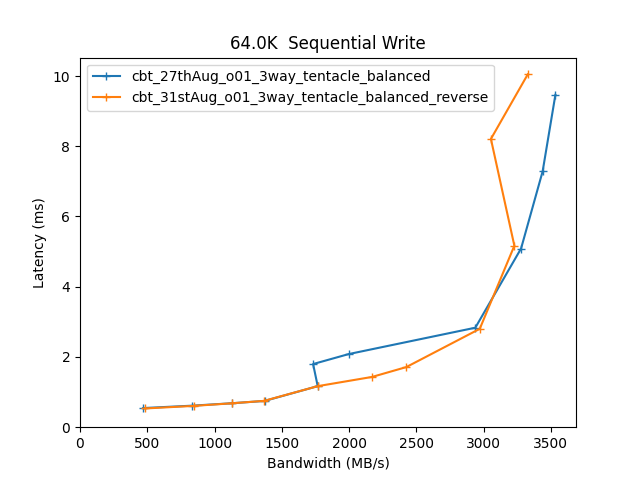 64.0K  Sequential Write
cbt_27thAug_o01_3way_tentacle_balanced
cbt_31stAug_o01_3way_tentacle_balanced_reverse
10
8
6
4
2
0
Latency (ms)
0 500 1000 1500 2000 2500 3000 3500
Bandwidth (MB/s)